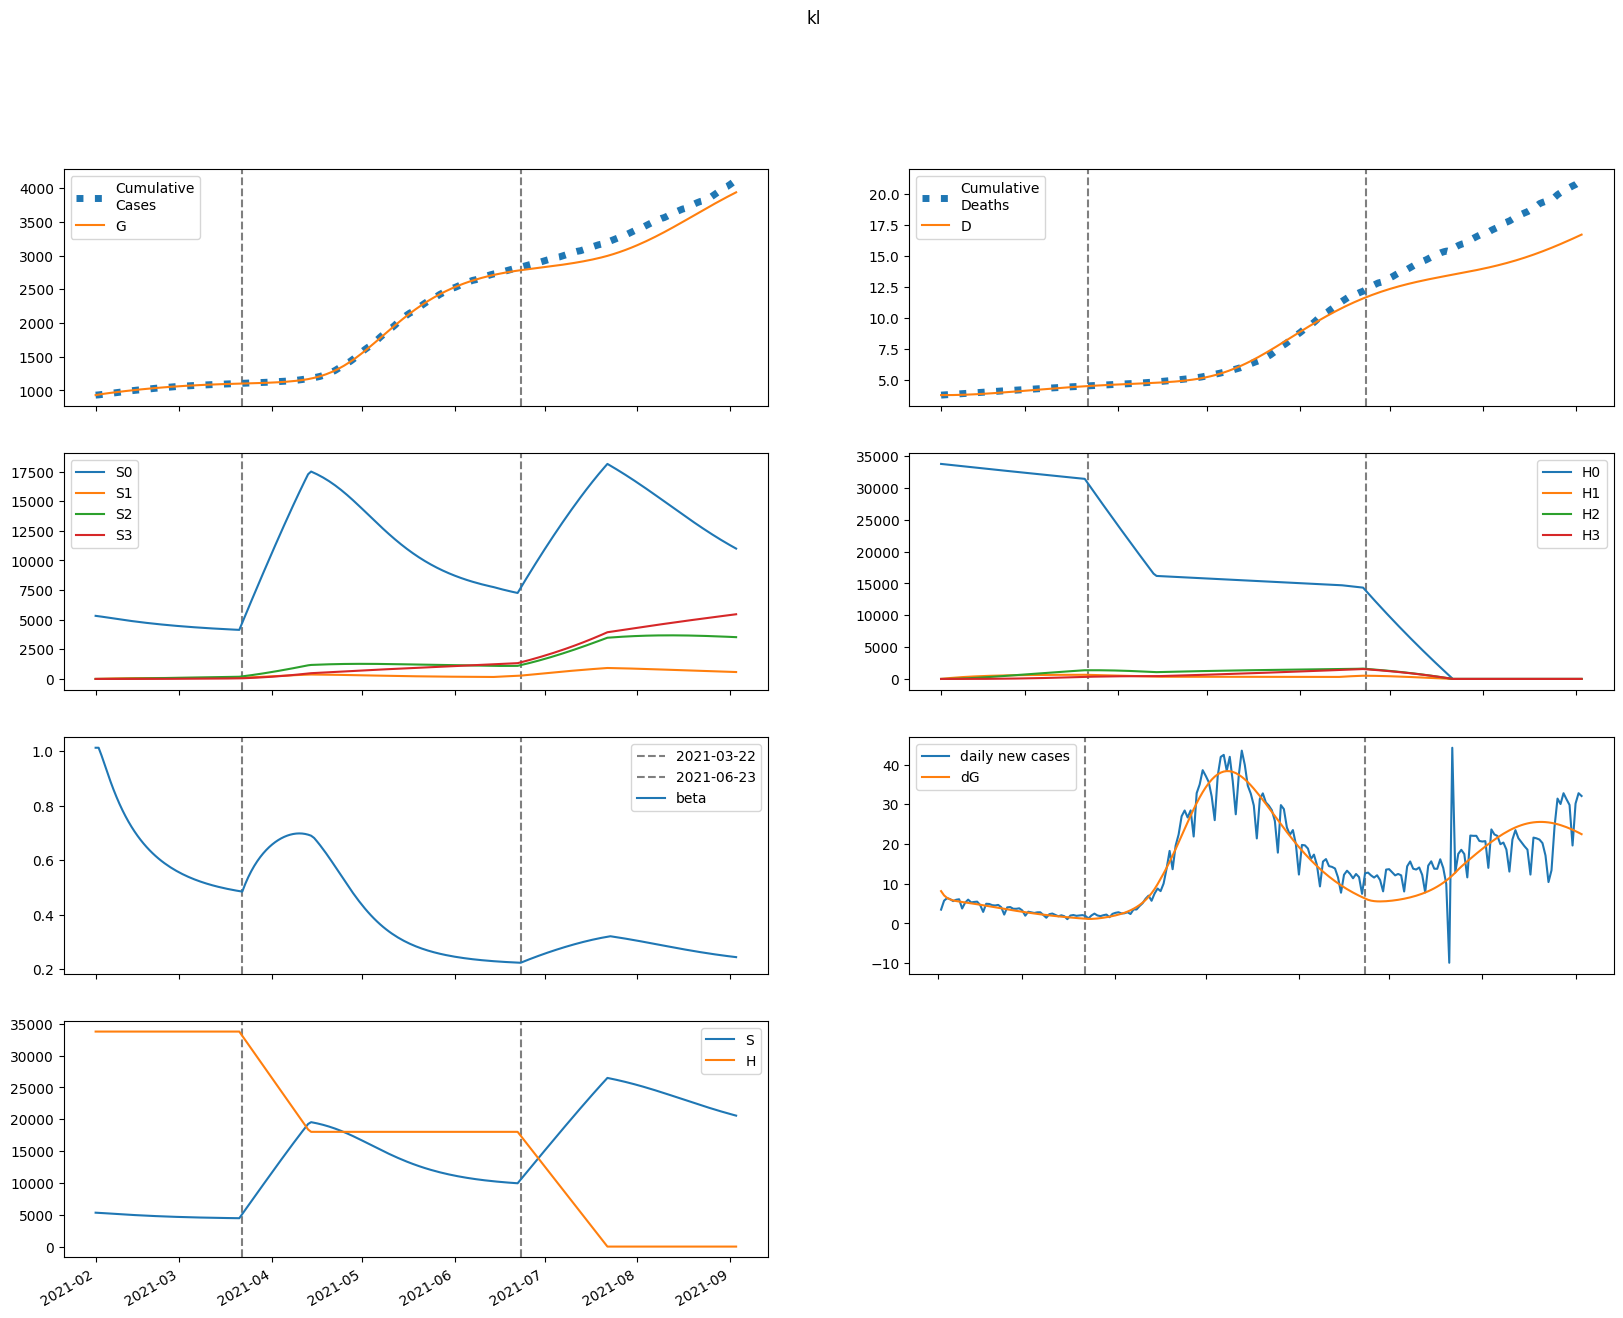 kl
4000
3500
3000
2500
2000
1500
1000
Cumulative
Cases
G
20.0
17.5
15.0
12.5
10.0
7.5
5.0
Cumulative
Deaths
D
17500
15000
12500
10000
7500
5000
2500
0
S0
S1
S2
S3
35000
30000
25000
20000
15000
10000
5000
0
H0
H1
H2
H3
1.0
0.8
0.6
0.4
0.2
2021-03-22
2021-06-23
beta
40
30
20
10
0
−10
daily new cases
dG
35000
30000
25000
20000
15000
10000
5000
0
S
H
2021-02
2021-03
2021-04
2021-05
2021-06
2021-07
2021-08
2021-09